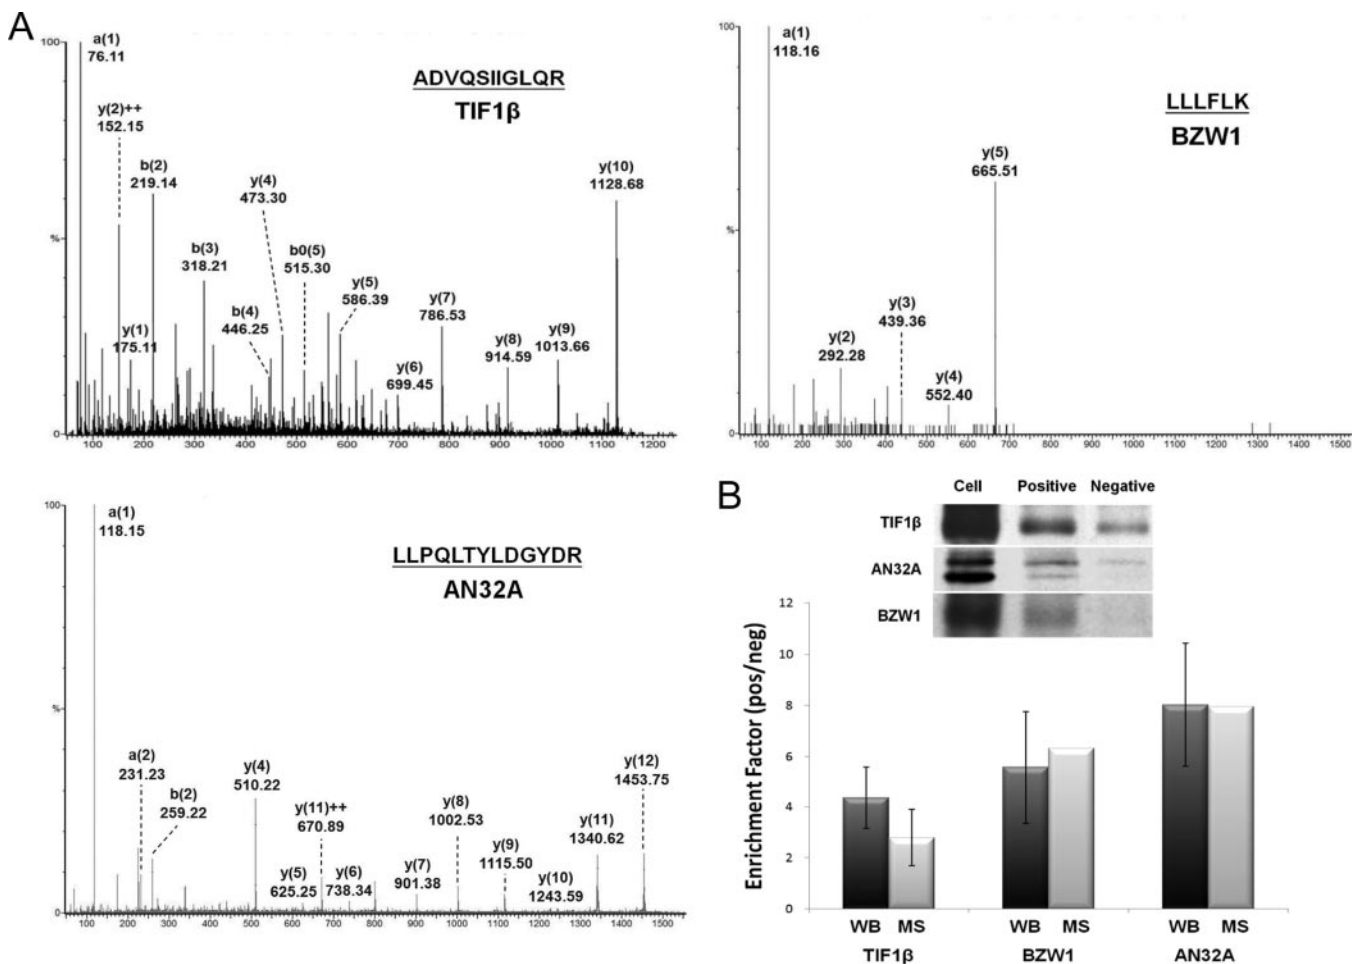 A
100
%
0
a(1)
76.11
y(2)++
152.15
b(2)
219.14
y(1)
175.11
b(3)
318.21
y(4)
473.30
b(4)
446.25
b0(5)
515.30
y(5)
586.39
y(6)
699.45
y(7)
786.53
y(8)
914.59
y(9)
1013.66
y(10)
1128.68
ADVQSIIGLQR
TIF1β
100 200 300 400 500 600 700 800 900 1000 1100 1200
100
%
0
a(1)
118.16
y(2)
292.28
y(3)
439.36
y(4)
552.40
y(5)
665.51
LLLFLK
BZW1
100 200 300 400 500 600 700 800 900 1000 1100 1200 1300 1400 1500
100
%
0
a(1)
118.15
a(2)
231.23
b(2)
259.22
y(4)
510.22
y(5)
625.25
y(11)++
670.89
y(6)
738.34
y(7)
901.38
y(8)
1002.53
y(9)
1115.50
y(10)
1243.59
y(11)
1340.62
y(12)
1453.75
LLPQLTYLDGYDR
AN32A
100 200 300 400 500 600 700 800 900 1000 1100 1200 1300 1400 1500
B
Cell Positive Negative
TIF1β
AN32A
BZW1
Enrichment Factor (pos/neg)
12
10
8
6
4
2
0
WB MS WB MS WB MS
TIF1β BZW1 AN32A